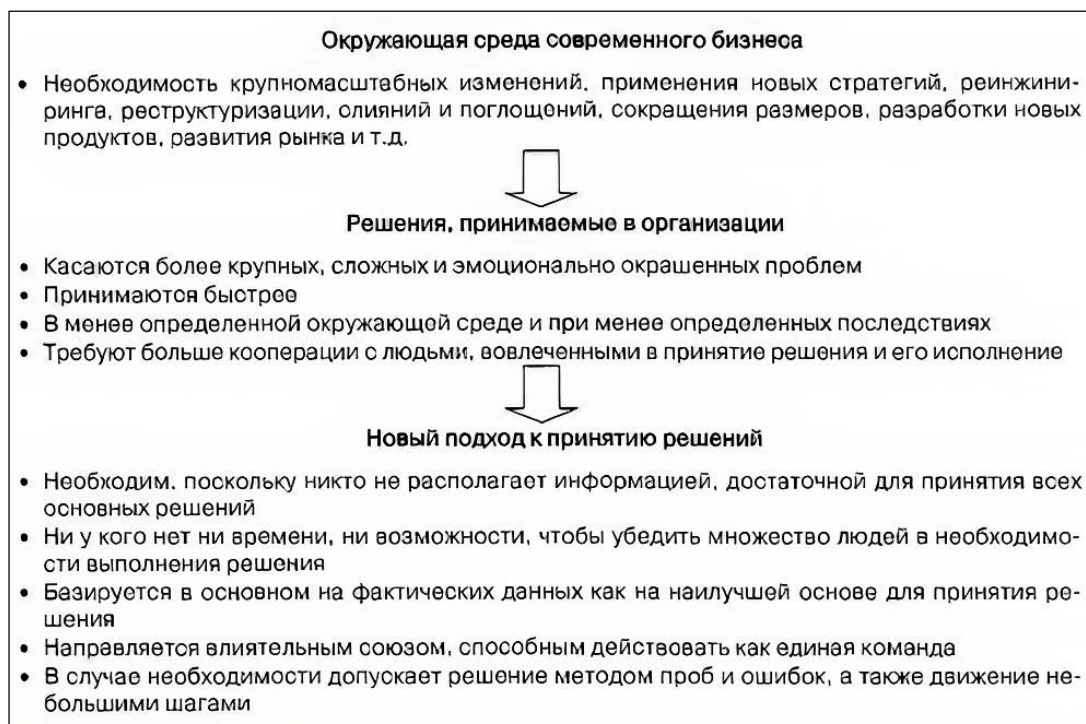 Окружающая среда современного бизнеса
• Необходимость крупномасштабных изменений, применения новых стратегий, реинжини-
ринга, реструктуризации, олияний и поглощений, сокращения размеров, разработки новых
продуктов, развития рынка и т.д.
Решения, принимаемые в организации
• Касаются более крупных, сложных и эмоционально окрашенных проблем
• Принимаются быстрее
• В менее определенной окружающей среде и при менее определенных последствиях
• Требуют больше кооперации с людьми, вовлеченными в принятие решения и его исполнение
Новый подход к принятию решений
• Необходим, поскольку никто не располагает информацией, достаточной для принятия всех
основных решений
• Ни у кого нет ни времени, ни возможности, чтобы убедить множество людей в необходимо-
сти выполнения решения
• Базируется в основном на фактических данных как на наилучшей основе для принятия ре-
шения
• Направляется влиятельным союзом, способным действовать как единая команда
• В случае необходимости допускает решение методом проб и ошибок, а также движение не-
большими шагами